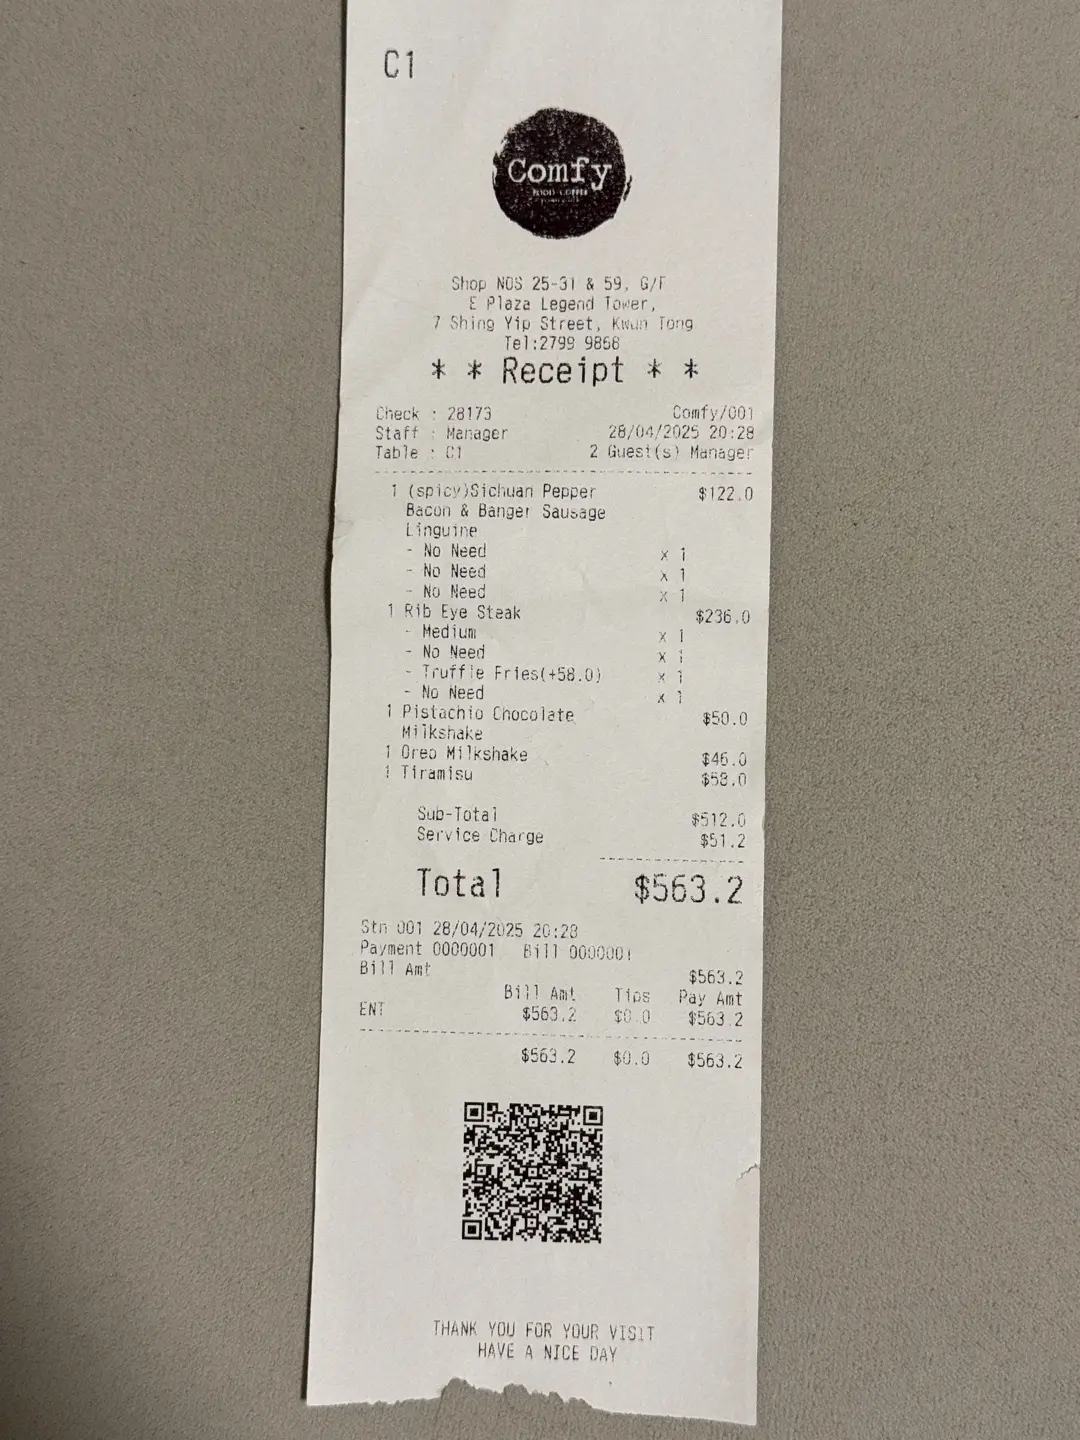 C1
Comfy
FOOD · COFFEE
Shop NOS 25-31 & 59, G/F
E Plaza Legend Tower,
7 Shing Yip Street, Kwun Tong
Tel:2799 9868
* * Receipt * *
Check : 28173 Comfy/001
Staff : Manager 28/04/2025 20:28
Table : C1 2 Guest(s) Manager
1 (spicy)Sichuan Pepper $122.0
Bacon & Banger Sausage
Linguine
- No Need x 1
- No Need x 1
- No Need x 1
1 Rib Eye Steak $236.0
- Medium x 1
- No Need x 1
- Truffle Fries(+58.0) x 1
- No Need x 1
1 Pistachio Chocolate $50.0
Milkshake
1 Oreo Milkshake $46.0
1 Tiramisu $58.0
Sub-Total $512.0
Service Charge $51.2
Total $563.2
Stn 001 28/04/2025 20:28
Payment 0000001 Bill 0000001
Bill Amt $563.2
Bill Amt Tips Pay Amt
ENT $563.2 $0.0 $563.2
$563.2 $0.0 $563.2
THANK YOU FOR YOUR VISIT
HAVE A NICE DAY